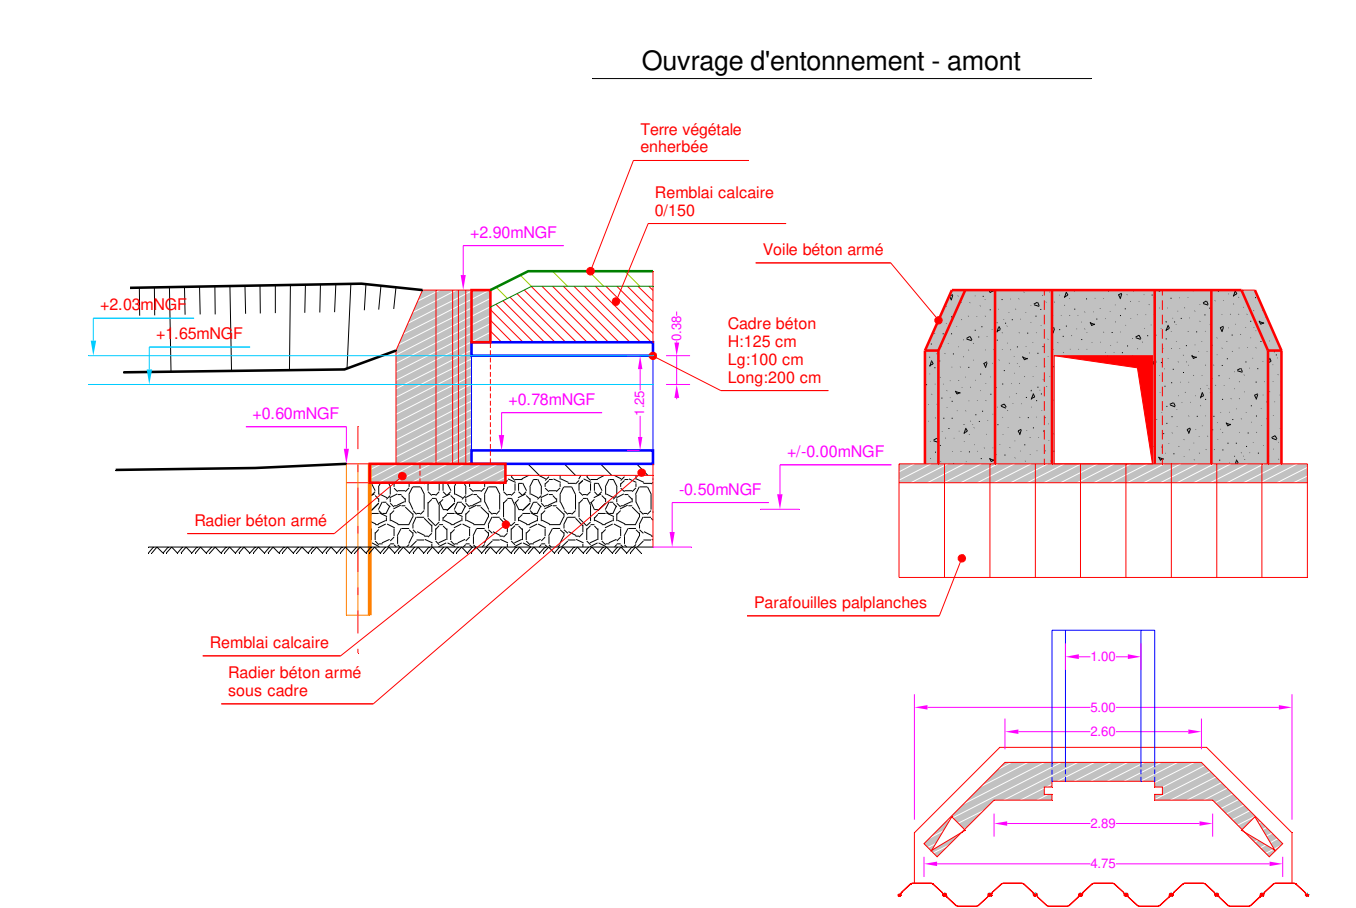 Ouvrage d'entonnement - amont
Terre végétale
enherbée
Remblai calcaire
0/150
+2.90mNGF
Voile béton armé
+2.03mNGF
+1.65mNGF
0.38
Cadre béton
H:125 cm
Lg:100 cm
Long:200 cm
+0.78mNGF
1.25
+0.60mNGF
+/-0.00mNGF
-0.50mNGF
Radier béton armé
Parafouilles palplanches
Remblai calcaire
Radier béton armé
sous cadre
1.00
5.00
2.60
2.89
4.75